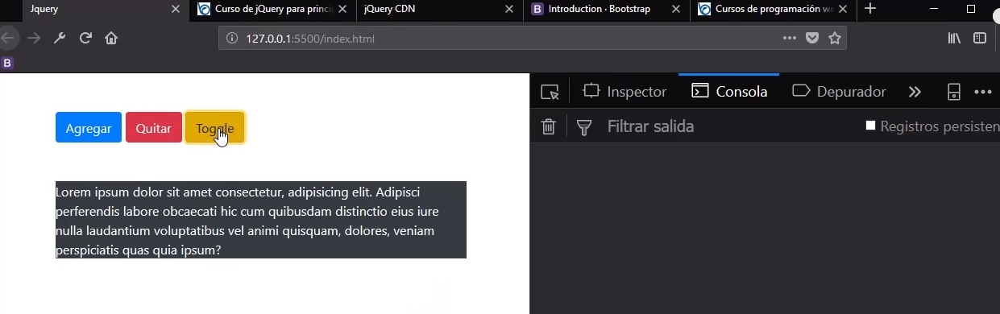 Jquery
Curso de jQuery para princi
jQuery CDN
B Introduction · Bootstrap
Cursos de programación we
127.0.0.1:5500/index.html
B
Inspector
Consola
Depurador
Filtrar salida
Registros persisten
Agregar
Quitar
Toggle
Lorem ipsum dolor sit amet consectetur, adipisicing elit. Adipisci
perferendis labore obcaecati hic cum quibusdam distinctio eius iure
nulla laudantium voluptatibus vel animi quisquam, dolores, veniam
perspiciatis quas quia ipsum?